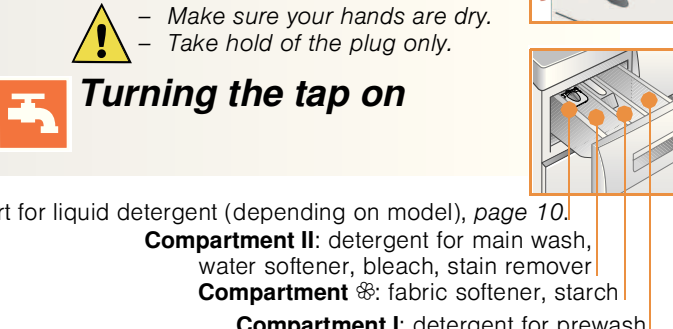 – Make sure your hands are dry.
– Take hold of the plug only.
Turning the tap on
rt for liquid detergent (depending on model), page 10.
Compartment II: detergent for main wash,
water softener, bleach, stain remover
Compartment ❀: fabric softener, starch
Compartment I: detergent for prewash